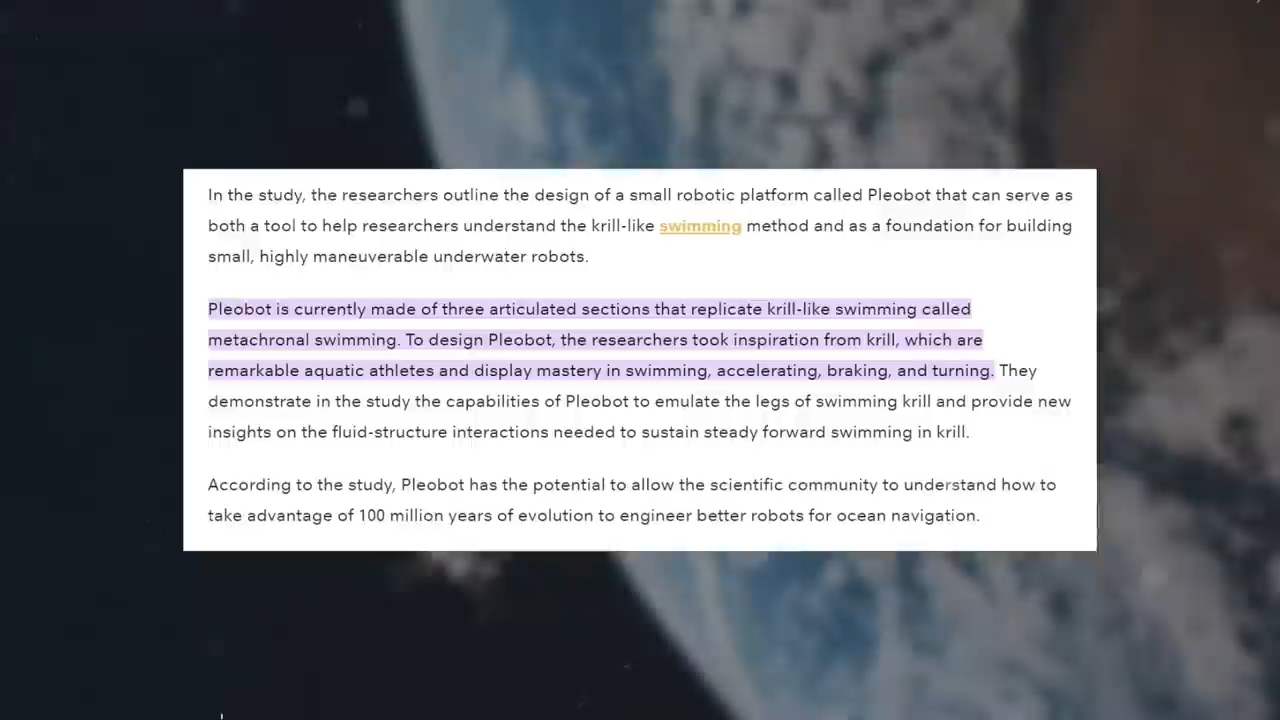 In the study, the researchers outline the design of a small robotic platform called Pleobot that can serve as
both a tool to help researchers understand the krill-like swimming method and as a foundation for building
small, highly maneuverable underwater robots.
Pleobot is currently made of three articulated sections that replicate krill-like swimming called
metachronal swimming. To design Pleobot, the researchers took inspiration from krill, which are
remarkable aquatic athletes and display mastery in swimming, accelerating, braking, and turning. They
demonstrate in the study the capabilities of Pleobot to emulate the legs of swimming krill and provide new
insights on the fluid-structure interactions needed to sustain steady forward swimming in krill.
According to the study, Pleobot has the potential to allow the scientific community to understand how to
take advantage of 100 million years of evolution to engineer better robots for ocean navigation.